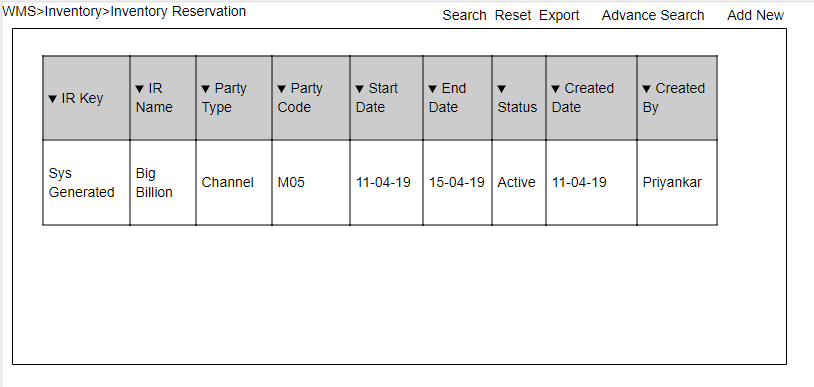 WMS>Inventory>Inventory Reservation
Search Reset Export Advance Search Add New
▼ IR Key
▼ IR
Name
▼ Party
Type
▼ Party
Code
▼ Start
Date
▼ End
Date
▼
Status
▼ Created
Date
▼ Created
By
Sys
Generated
Big
Billion
Channel
M05
11-04-19
15-04-19
Active
11-04-19
Priyankar